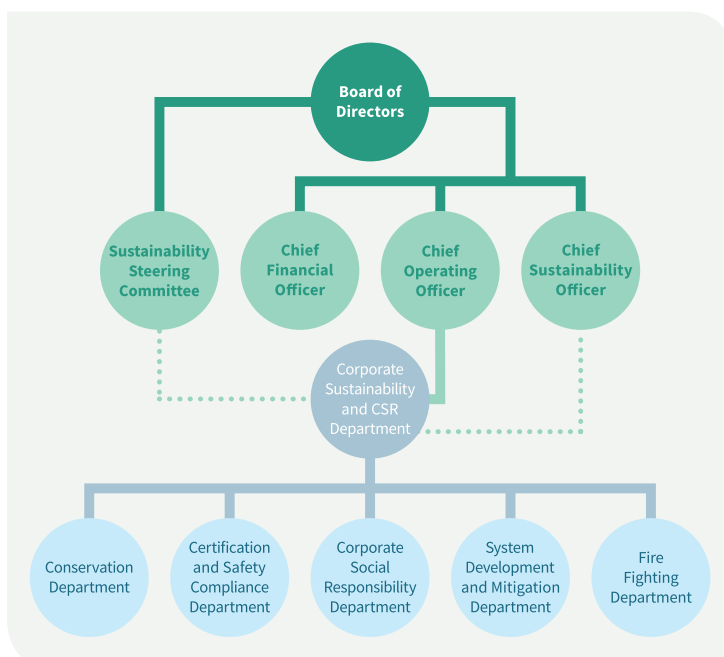 Board of
Directors
Sustainability
Steering
Committee
Chief
Financial
Officer
Chief
Operating
Officer
Chief
Sustainability
Officer
Corporate
Sustainability
and CSR
Department
Conservation
Department
Certification
and Safety
Compliance
Department
Corporate
Social
Responsibility
Department
System
Development
and Mitigation
Department
Fire
Fighting
Department